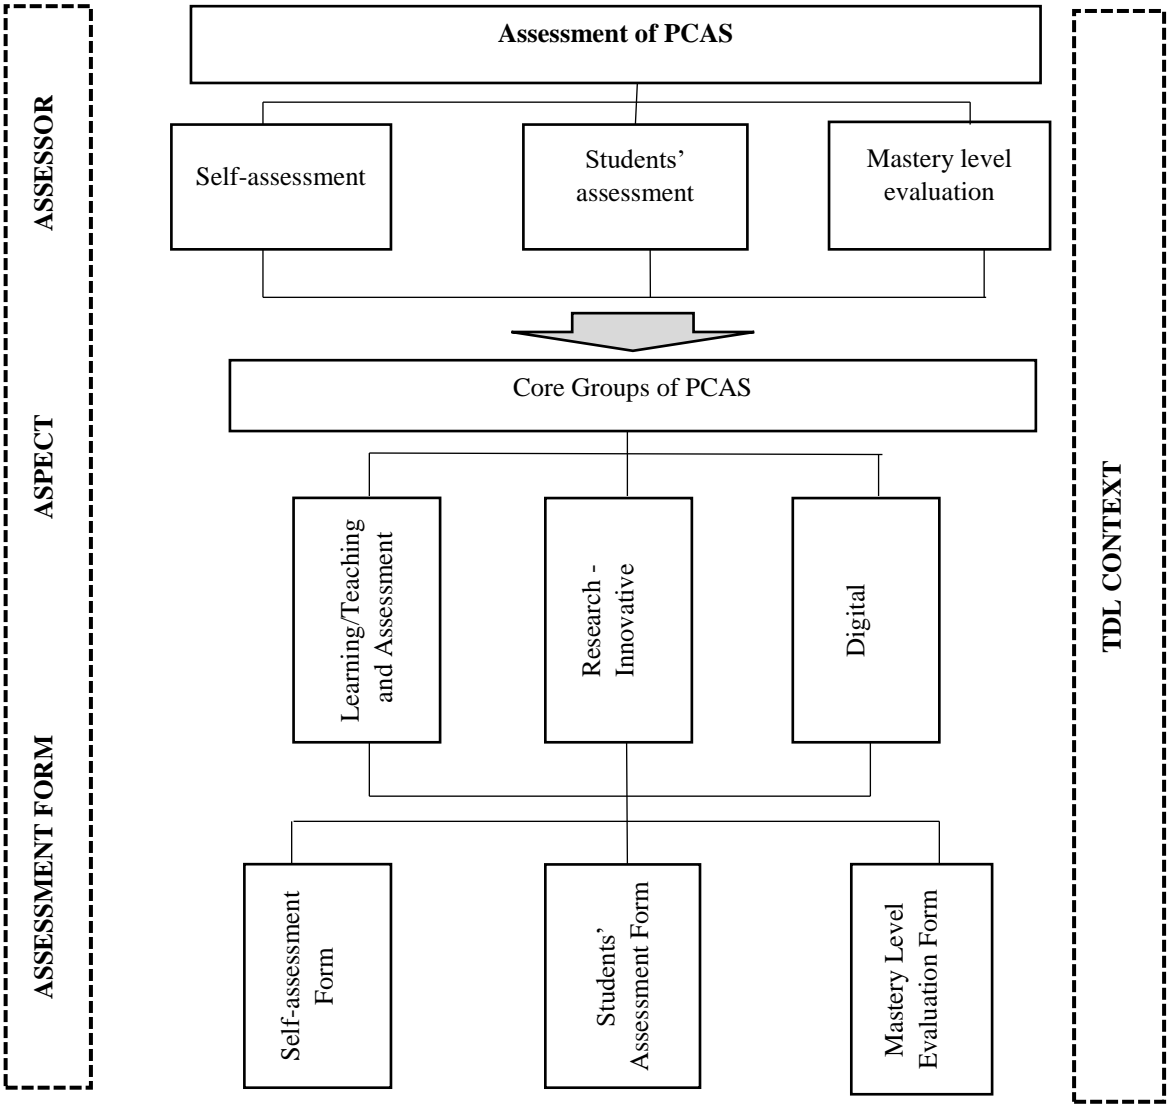 Assessment of PCAS
ASSESSOR
Self-assessment
Students’
assessment
Mastery level
evaluation
Core Groups of PCAS
ASPECT
Learning/Teaching
and Assessment
Research -
Innovative
Digital
TDL CONTEXT
ASSESSMENT FORM
Self-assessment
Form
Students’
Assessment Form
Mastery Level
Evaluation Form